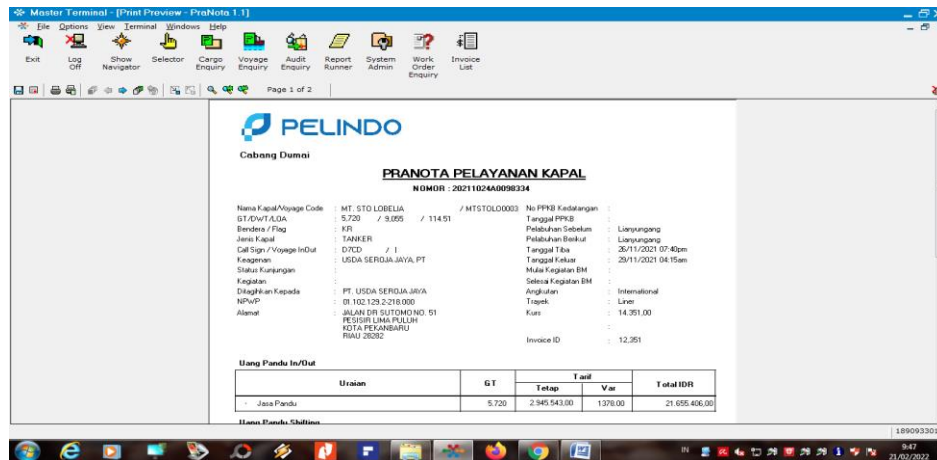 Master Terminal - [Print Preview - PraNota 1.1]
File Options View Terminal Windows Help
Exit Log Off Show Navigator Selector Cargo Enquiry Voyage Enquiry Audit Enquiry Report Runner System Admin Work Order Enquiry Invoice List
Page 1 of 2
PELINDO
Cabang Dumai
PRANOTA PELAYANAN KAPAL
NOMOR : 20211024A0098334
Nama Kapal/Voyage Code : MT. STO LOBELIA / MTSTOLO0003 No PPKB Kedatangan :
GT/DWT/LOA : 5,720 / 9,055 / 114.51 Tanggal PPKB :
Bendera / Flag : KR Pelabuhan Sebelum : Lianyungang
Jenis Kapal : TANKER Pelabuhan Berikut : Lianyungang
Call Sign / Voyage InOut : D7CD / 1 Tanggal Tiba : 26/11/2021 07:40pm
Keagenan : USDA SEROJA JAYA, PT Tanggal Keluar : 29/11/2021 04:15am
Status Kunjungan : Mulai Kegiatan BM :
Kegiatan : Selesai Kegiatan BM :
Ditagihkan Kepada : PT. USDA SEROJA JAYA Angkutan : International
NPWP : 01.102.129.2-218.000 Trayek : Liner
Alamat : JALAN DR SUTOMO NO. 51 Kurs : 14.351,00
PESISIR LIMA PULUH
KOTA PEKANBARU :
RIAU 28282
Invoice ID : 12,351
Uang Pandu In/Out
Uraian GT Tarif Total IDR
Tetap Var
- Jasa Pandu 5.720 2.945.543,00 1378.00 21.655.406,00
Uang Pandu Shifting
189093301
IN 9:47
21/02/2022